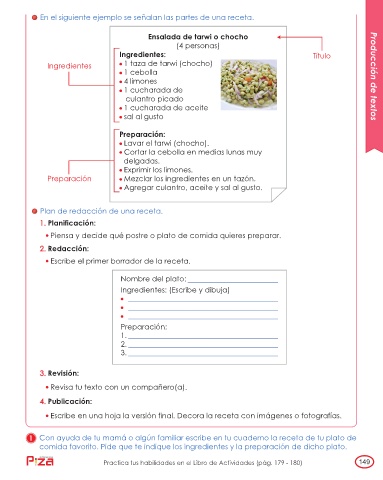 En el siguiente ejemplo se señalan las partes de una receta.
Ensalada de tarwi o chocho
(4 personas)
Título
Ingredientes:
Ingredientes
• 1 taza de tarwi (chocho)
• 1 cebolla
• 4 limones
• 1 cucharada de
culantro picado
• 1 cucharada de aceite
• sal al gusto
Preparación:
• Lavar el tarwi (chocho).
• Cortar la cebolla en medias lunas muy
delgadas.
• Exprimir los limones.
Preparación
• Mezclar los ingredientes en un tazón.
• Agregar culantro, aceite y sal al gusto.
Producción de textos
Plan de redacción de una receta.
1. Planificación:
• Piensa y decide qué postre o plato de comida quieres preparar.
2. Redacción:
• Escribe el primer borrador de la receta.
Nombre del plato:
Ingredientes: (Escribe y dibuja)
•
•
•
Preparación:
1.
2.
3.
3. Revisión:
• Revisa tu texto con un compañero(a).
4. Publicación:
• Escribe en una hoja la versión final. Decora la receta con imágenes o fotografías.
1 Con ayuda de tu mamá o algún familiar escribe en tu cuaderno la receta de tu plato de
comida favorito. Pide que te indique los ingredientes y la preparación de dicho plato.
P:za
Practica tus habilidades en el Libro de Actividades (pág. 179 - 180)
149